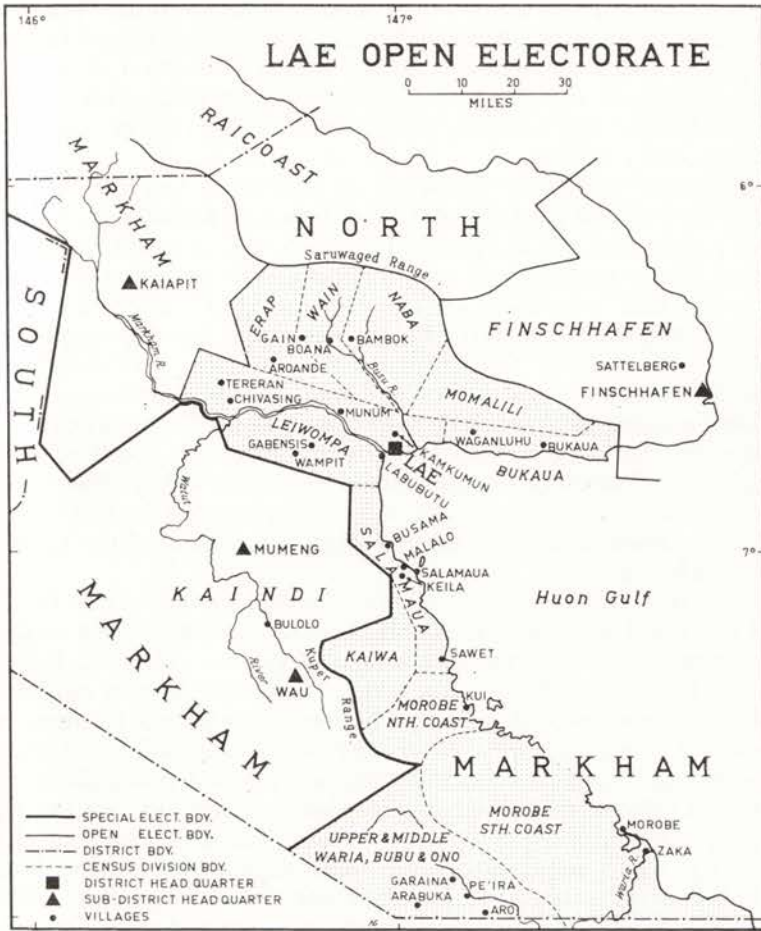 146°
147°
LAE OPEN ELECTORATE
0 10 20 30
MILES
RAICOAST
MARKHAM
6°
NORTH
Saruwaged Range
KAIAPIT
SOUTH
ERAP
WAIN
NABA
FINSCHHAFEN
Markham R.
GAIN
BOANA
BAMBOK
AROANDE
Busu R.
SATTELBERG
FINSCHHAFEN
TERERAN
CHIVASING
MUNUM
MOMALILI
LEIWOMPA
WAGANLUHU
BUKAUA
GABENSIS
WAMPIT
LAE
KAMKUMUN
BUKAUA
LABUBUTU
Watut
SALAMAUA
BUSAMA
MALALO
7°
MUMENG
SALAMAUA
KEILA
KAINDI
Huon Gulf
BULOLO
MARKHAM
KAIWA
SAWET
River
WAU
Kuper
Range
KUI
MOROBE
NTH. COAST
MARKHAM
MOROBE
STH. COAST
UPPER & MIDDLE
WARIA, BUBU & ONO
MOROBE
ZAKA
Waria R.
GARAINA
PE'IRA
ARABUKA
ARO
SPECIAL ELECT. BDY.
OPEN ELECT. BDY.
DISTRICT BDY.
CENSUS DIVISION BDY.
DISTRICT HEAD QUARTER
SUB-DISTRICT HEAD QUARTER
VILLAGES